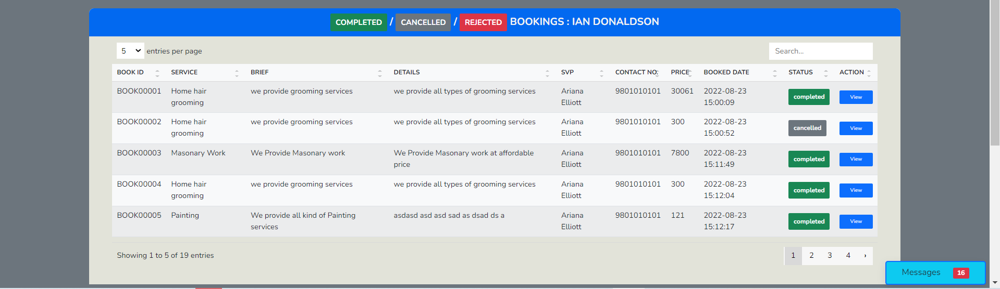 COMPLETED / CANCELLED / REJECTED BOOKINGS : IAN DONALDSON
5 entries per page Search...
BOOK ID SERVICE BRIEF DETAILS SVP CONTACT NO. PRICE BOOKED DATE STATUS ACTION
BOOK00001 Home hair we provide grooming services we provide all types of grooming services Ariana 9801010101 30061 2022-08-23 completed View
grooming Elliott 15:00:09
BOOK00002 Home hair we provide grooming services we provide all types of grooming services Ariana 9801010101 300 2022-08-23 cancelled View
grooming Elliott 15:00:52
BOOK00003 Masonary Work We Provide Masonary work We Provide Masonary work at affordable Ariana 9801010101 7800 2022-08-23 completed View
price Elliott 15:11:49
BOOK00004 Home hair we provide grooming services we provide all types of grooming services Ariana 9801010101 300 2022-08-23 completed View
grooming Elliott 15:12:04
BOOK00005 Painting We provide all kind of Painting asdasd asd asd sad as dsad ds a Ariana 9801010101 121 2022-08-23 completed View
services Elliott 15:12:17
Showing 1 to 5 of 19 entries 1 2 3 4 ›
Messages 16